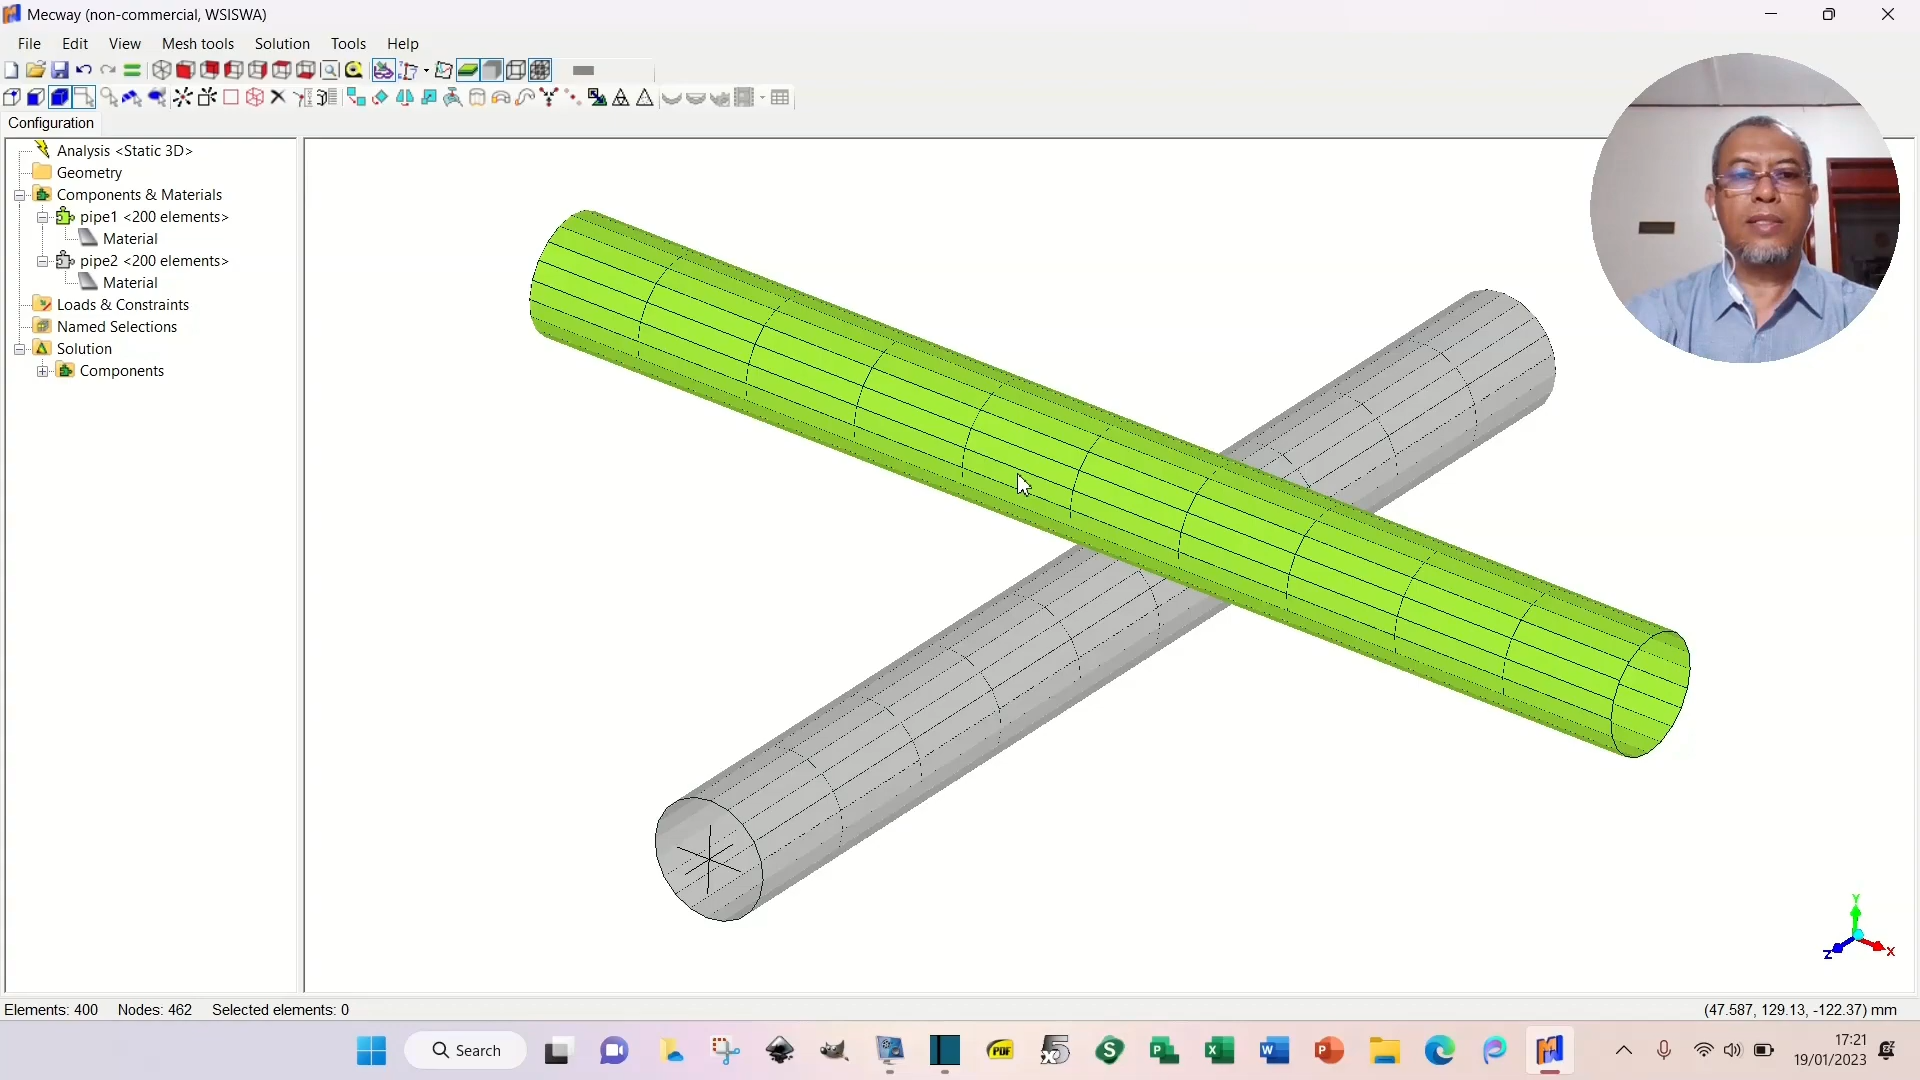 Mecway (non-commercial, WSISWA)
File Edit View Mesh tools Solution Tools Help
Configuration
Analysis <Static 3D>
Geometry
Components & Materials
pipe1 <200 elements>
Material
pipe2 <200 elements>
Material
Loads & Constraints
Named Selections
Solution
Components
Y
Z
X
Elements: 400 Nodes: 462 Selected elements: 0
(47.587, 129.13, -122.37) mm
Search
PDF
x5
S
P
X
W
P
17:21
19/01/2023